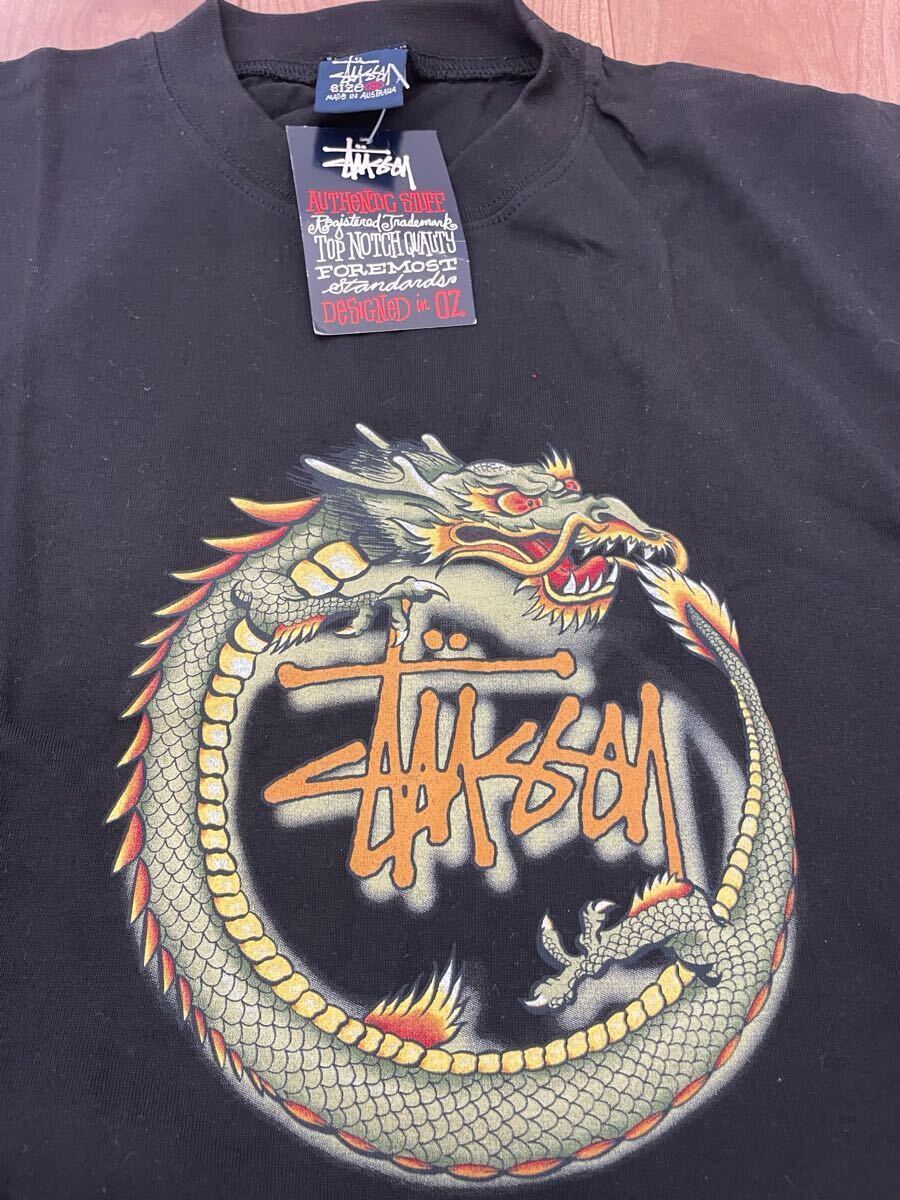 Stüssy
SIZE
MADE IN AUSTRALIA
Stüssy
AUTHENTIC STUFF
Registered Trademark
TOP NOTCH QUALITY
FOREMOST
Standards
DESIGNED in OZ.
Stüssy